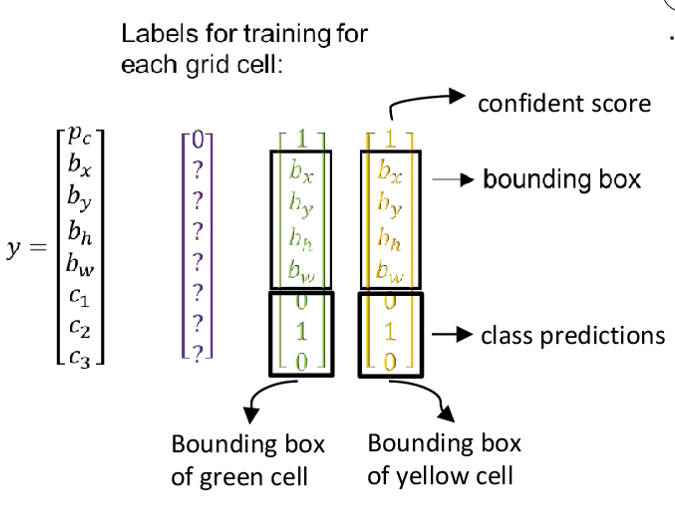 Labels for training for
each grid cell:
confident score
bounding box
class predictions
y =
p_c
b_x
b_y
b_h
b_w
c_1
c_2
c_3
0
?
?
?
?
?
?
?
1
b_x
b_y
b_h
b_w
0
1
0
1
b_x
b_y
b_h
b_w
0
1
0
Bounding box
of green cell
Bounding box
of yellow cell